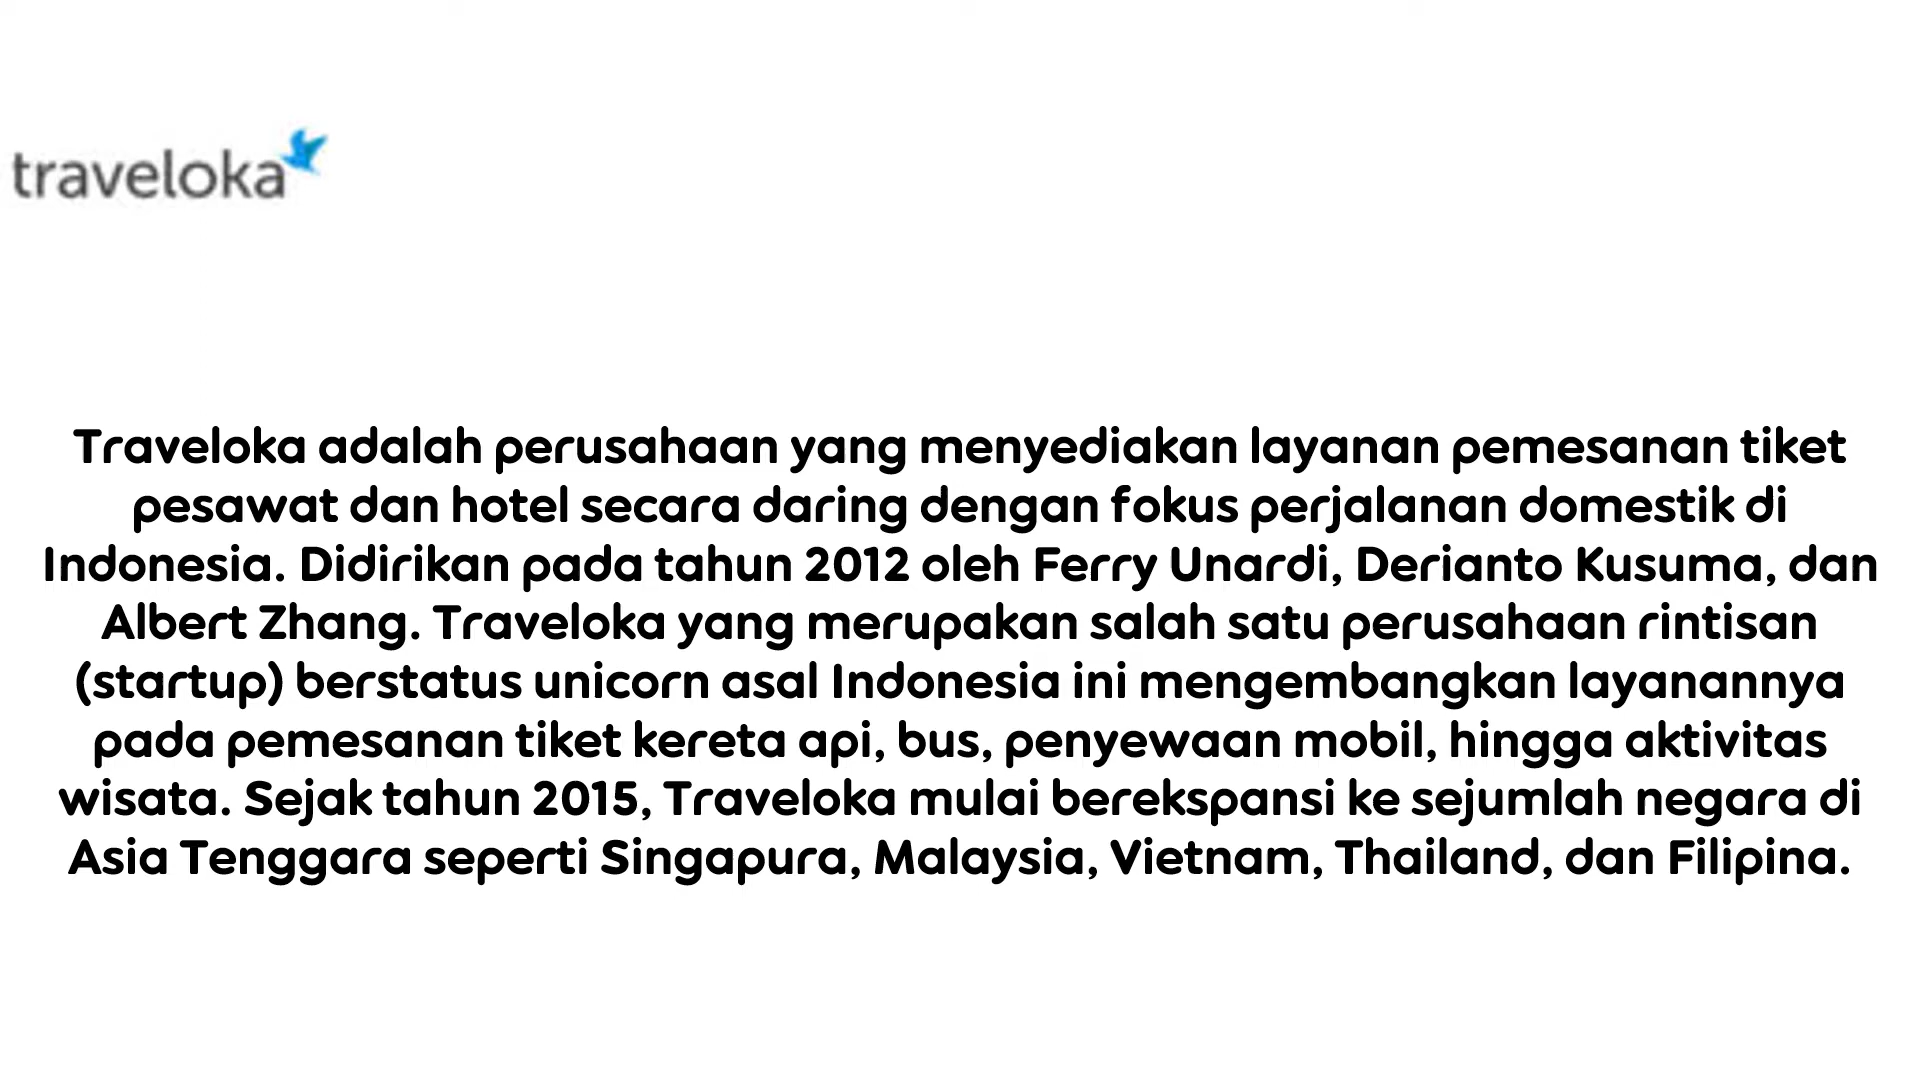 traveloka
Traveloka adalah perusahaan yang menyediakan layanan pemesanan tiket
pesawat dan hotel secara daring dengan fokus perjalanan domestik di
Indonesia. Didirikan pada tahun 2012 oleh Ferry Unardi, Derianto Kusuma, dan
Albert Zhang. Traveloka yang merupakan salah satu perusahaan rintisan
(startup) berstatus unicorn asal Indonesia ini mengembangkan layanannya
pada pemesanan tiket kereta api, bus, penyewaan mobil, hingga aktivitas
wisata. Sejak tahun 2015, Traveloka mulai berekspansi ke sejumlah negara di
Asia Tenggara seperti Singapura, Malaysia, Vietnam, Thailand, dan Filipina.